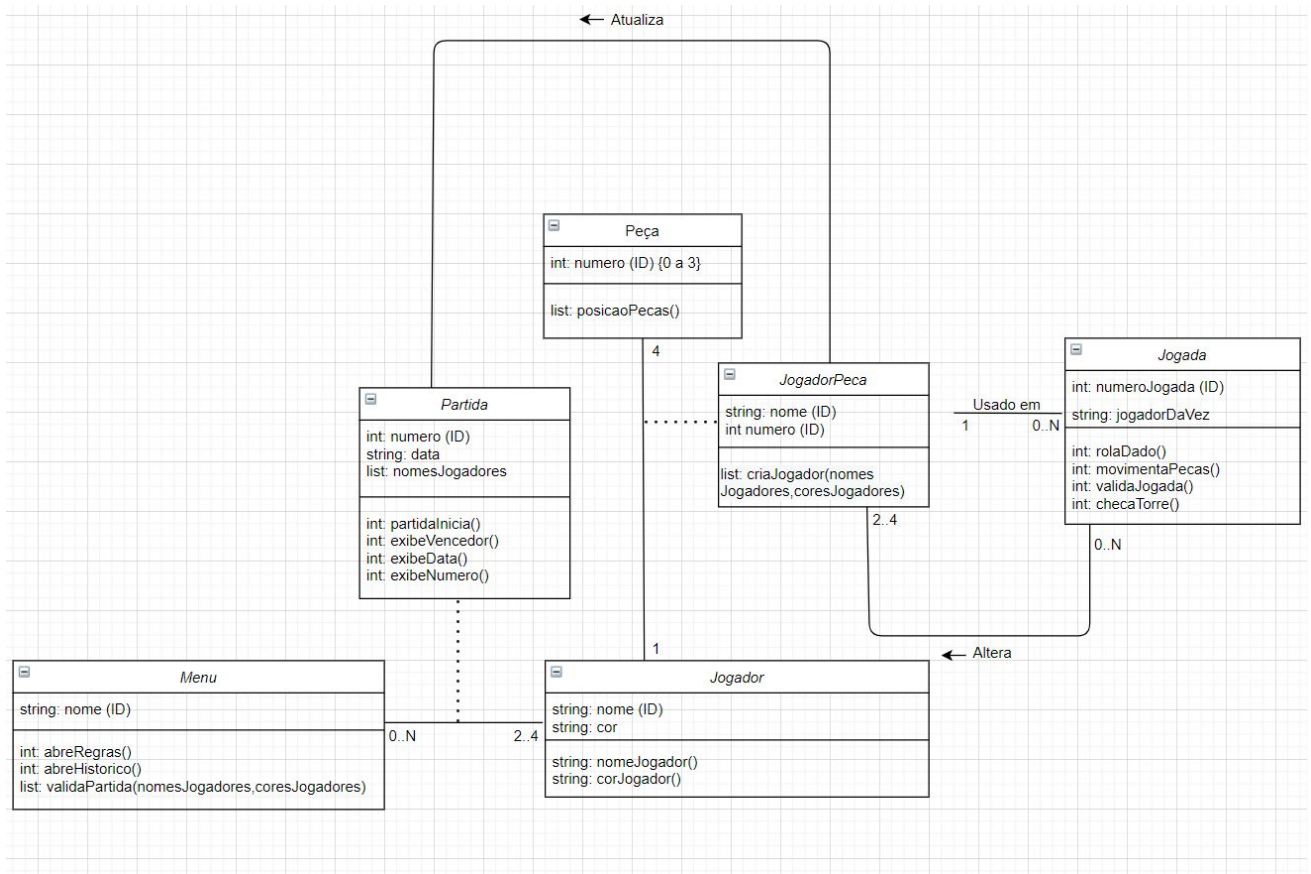 Atualiza
Peça
int: numero (ID) {0 a 3}
list: posicaoPecas()
4
JogadorPeca
string: nome (ID)
int numero (ID)
list: criaJogador(nomes
Jogadores,coresJogadores)
2..4
Usado em
1
0..N
Jogada
int: numeroJogada (ID)
string: jogadorDaVez
int: rolaDado()
int: movimentaPecas()
int: validaJogada()
int: checaTorre()
0..N
Altera
Partida
int: numero (ID)
string: data
list: nomesJogadores
int: partidaInicia()
int: exibeVencedor()
int: exibeData()
int: exibeNumero()
1
Menu
string: nome (ID)
int: abreRegras()
int: abreHistorico()
list: validaPartida(nomesJogadores,coresJogadores)
0..N
2..4
Jogador
string: nome (ID)
string: cor
string: nomeJogador()
string: corJogador()